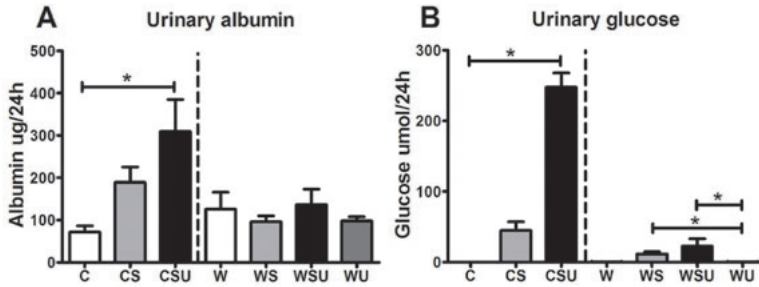 A Urinary albumin
Albumin ug/24h
500
400
300
200
100
0
*
C CS CSU W WS WSU WU
B Urinary glucose
Glucose umol/24h
300
200
100
0
*
*
*
C CS CSU W WS WSU WU